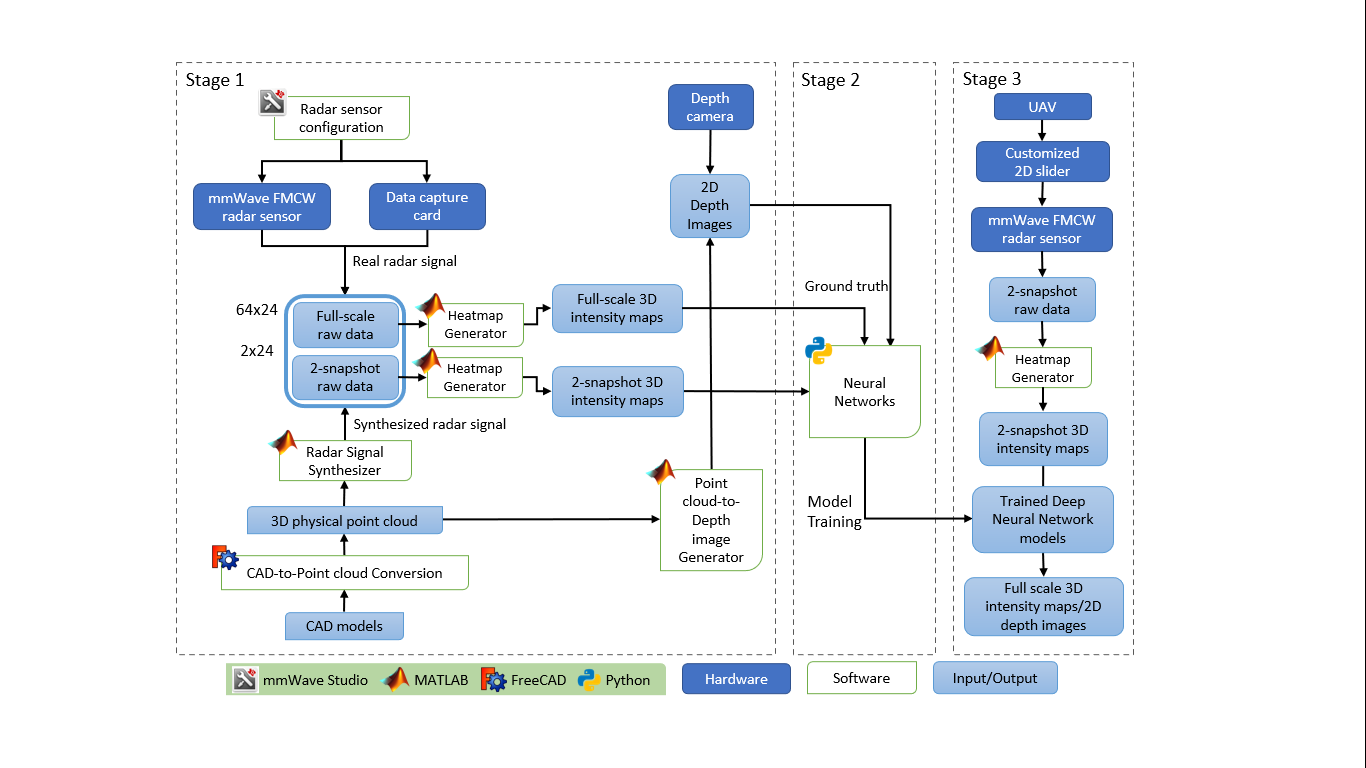 Stage 1
Radar sensor
configuration
mmWave FMCW
radar sensor
Data capture
card
Real radar signal
64x24
2x24
Full-scale
raw data
2-snapshot
raw data
Heatmap
Generator
Heatmap
Generator
Full-scale 3D
intensity maps
2-snapshot 3D
intensity maps
Synthesized radar signal
Radar Signal
Synthesizer
3D physical point cloud
CAD-to-Point cloud Conversion
CAD models
Depth
camera
2D
Depth
Images
Point
cloud-to-
Depth
image
Generator
Stage 2
Ground truth
Neural
Networks
Model
Training
Stage 3
UAV
Customized
2D slider
mmWave FMCW
radar sensor
2-snapshot
raw data
Heatmap
Generator
2-snapshot 3D
intensity maps
Trained Deep
Neural Network
models
Full scale 3D
intensity maps/2D
depth images
mmWave Studio
MATLAB
FreeCAD
Python
Hardware
Software
Input/Output